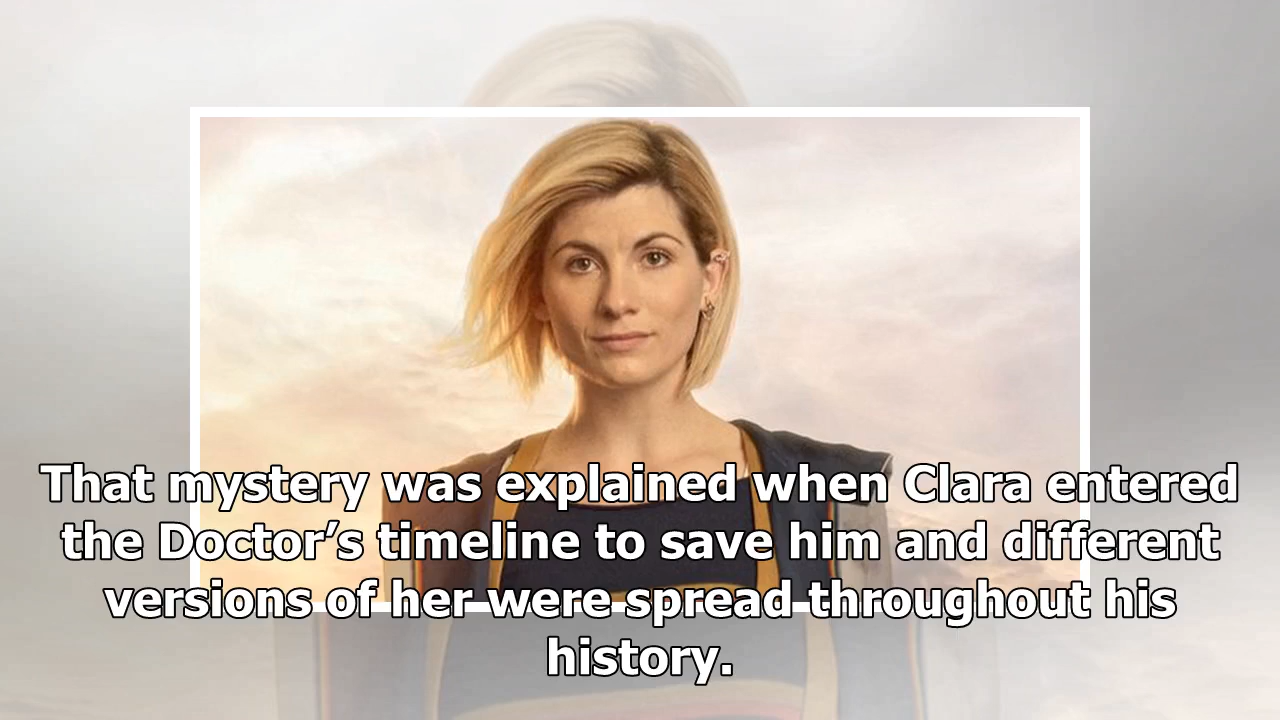 That mystery was explained when Clara entered
the Doctor’s timeline to save him and different
versions of her were spread throughout his
history.